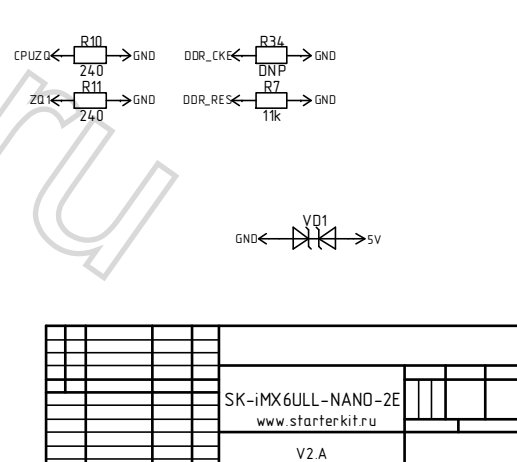 R10 R34
CPUZQ GND DDR_CKE GND
240 DNP
R11 R7
ZQ1 GND DDR_RES GND
240 11k
ru
VD1
GND 5V
SK-iMX6ULL-NANO-2E
www.starterkit.ru
V2.A